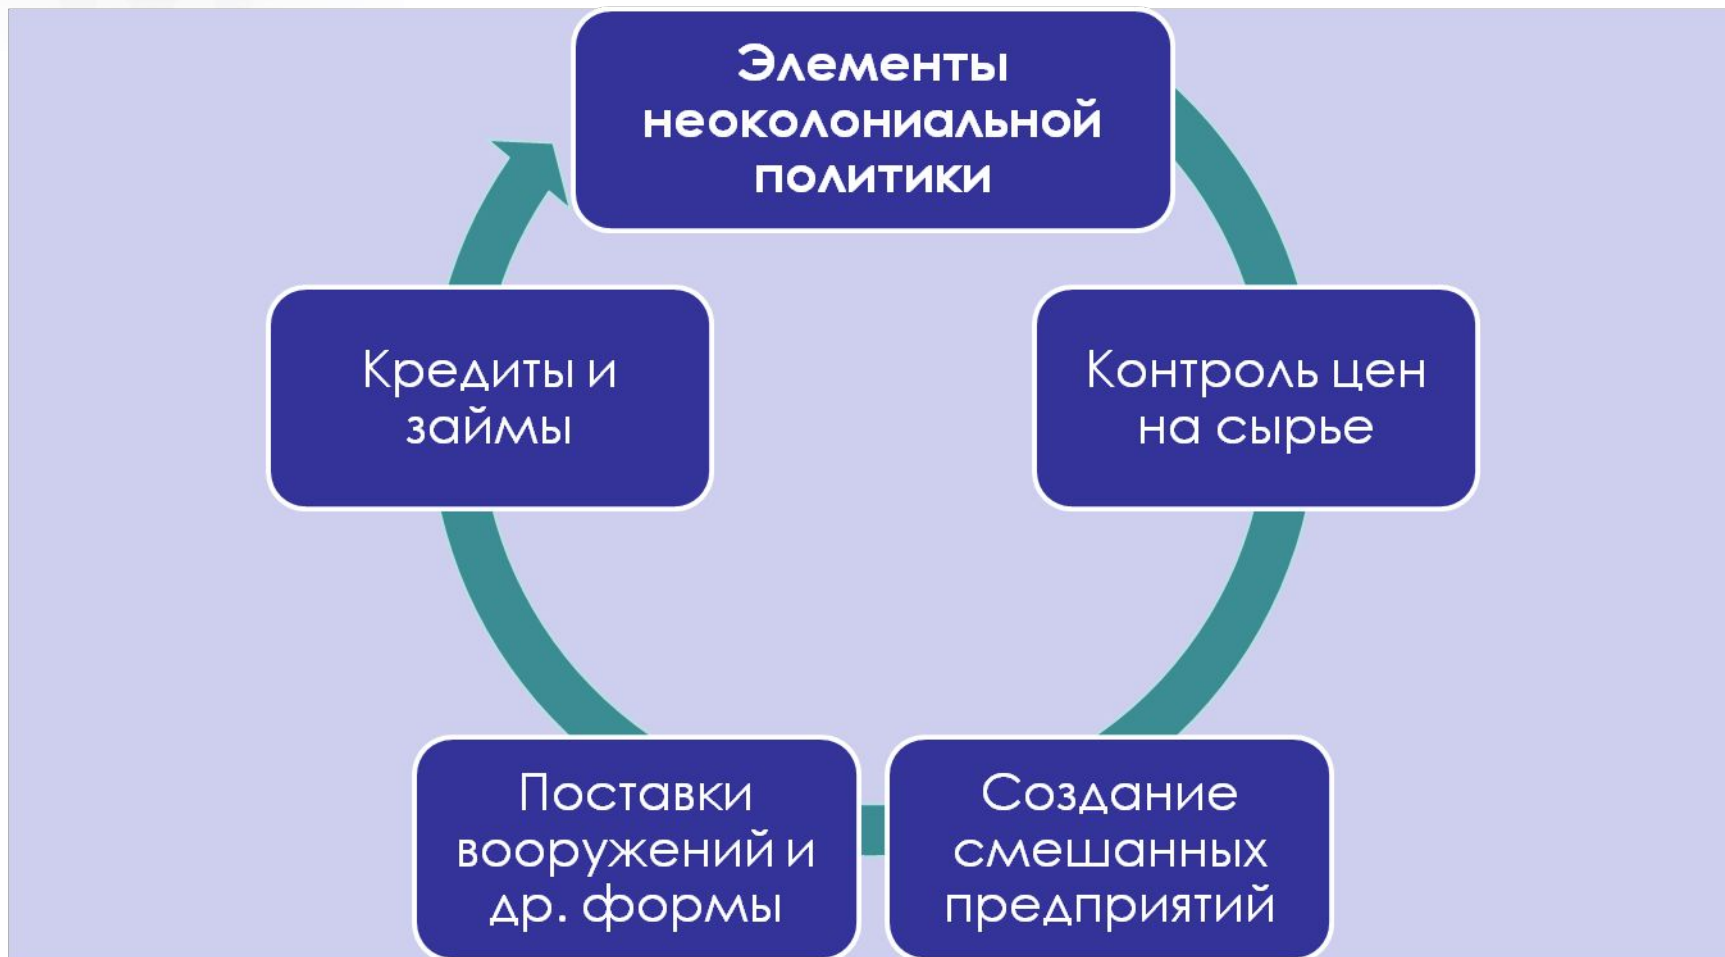 Элементы
неоколониальной
политики
Контроль цен
на сырье
Создание
смешанных
предприятий
Поставки
вооружений и
др. формы
Кредиты и
займы